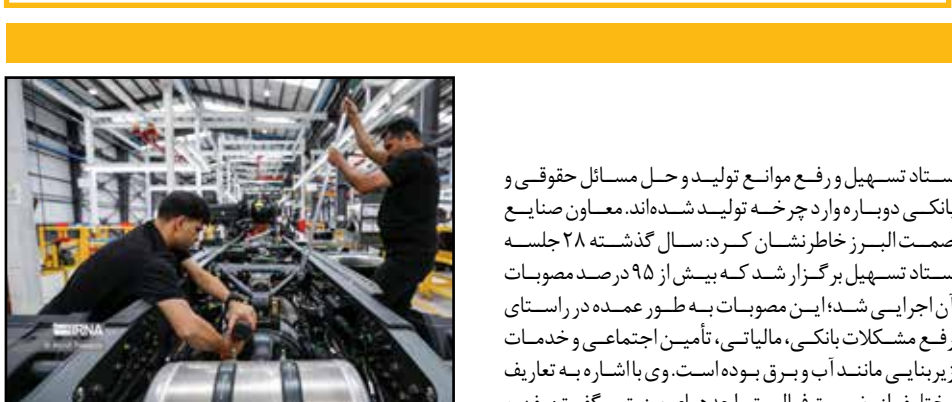 ستاد تسهیل و رفع موانع تولید و حل مسائل حقوقی و
بانکی دوباره وارد چرخه تولید شده‌اند. معاون صنایع
صمت البرز خاطرنشان کرد: سال گذشته ۲۸ جلسه
ستاد تسهیل برگزار شد که بیش از ۹۵ درصد مصوبات
آن اجرایی شد؛ این مصوبات به طور عمده در راستای
رفع مشکلات بانکی، مالیاتی، تأمین اجتماعی و خدمات
زیربنایی مانند آب و برق بوده است. وی با اشاره به تعاریف
IRNA